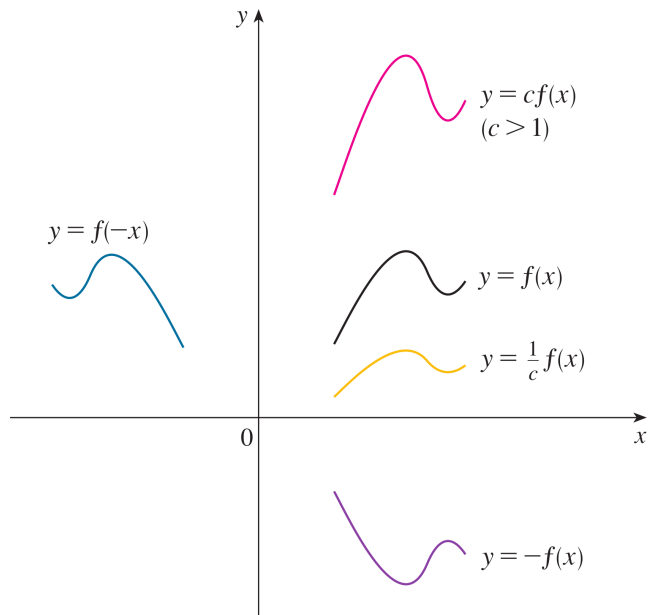 y
y = cf(x)
(c > 1)
y = f(−x)
y = f(x)
y = 1/c f(x)
0
x
y = −f(x)